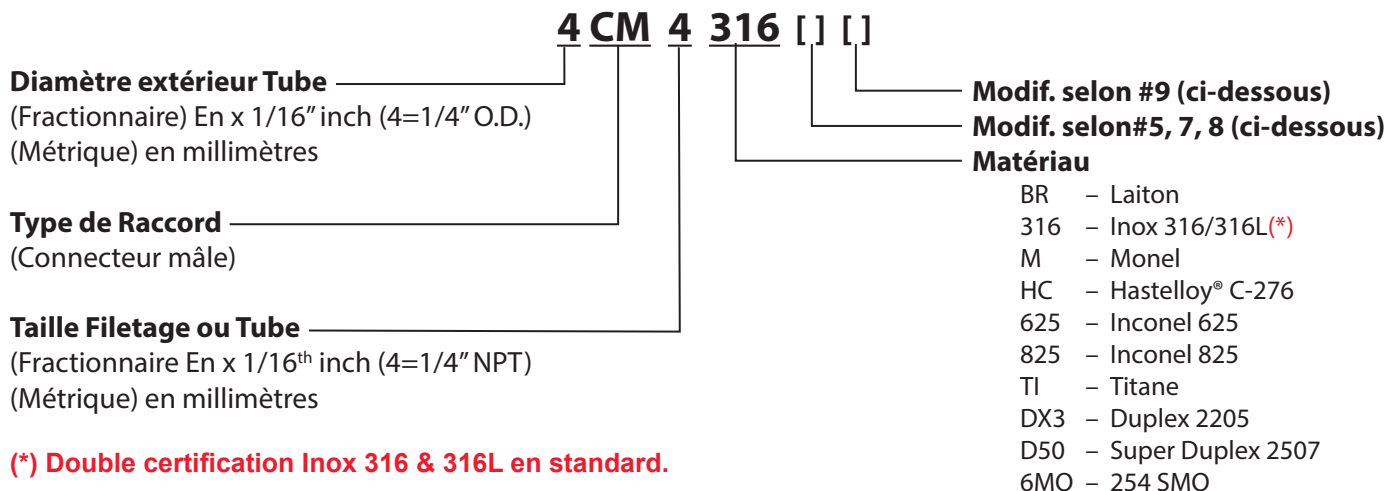 4 CM 4 316 [ ] [ ]
Diamètre extérieur Tube
(Fractionnaire) En x 1/16” inch (4=1/4” O.D.)
(Métrique) en millimètres
Type de Raccord
(Connecteur mâle)
Taille Filetage ou Tube
(Fractionnaire En x 1/16th inch (4=1/4” NPT)
(Métrique) en millimètres
(*) Double certification Inox 316 & 316L en standard.
Modif. selon #9 (ci-dessous)
Modif. selon#5, 7, 8 (ci-dessous)
Matériau
BR – Laiton
316 – Inox 316/316L(*)
M – Monel
HC – Hastelloy® C-276
625 – Inconel 625
825 – Inconel 825
TI – Titane
DX3 – Duplex 2205
D50 – Super Duplex 2507
6MO – 254 SMO